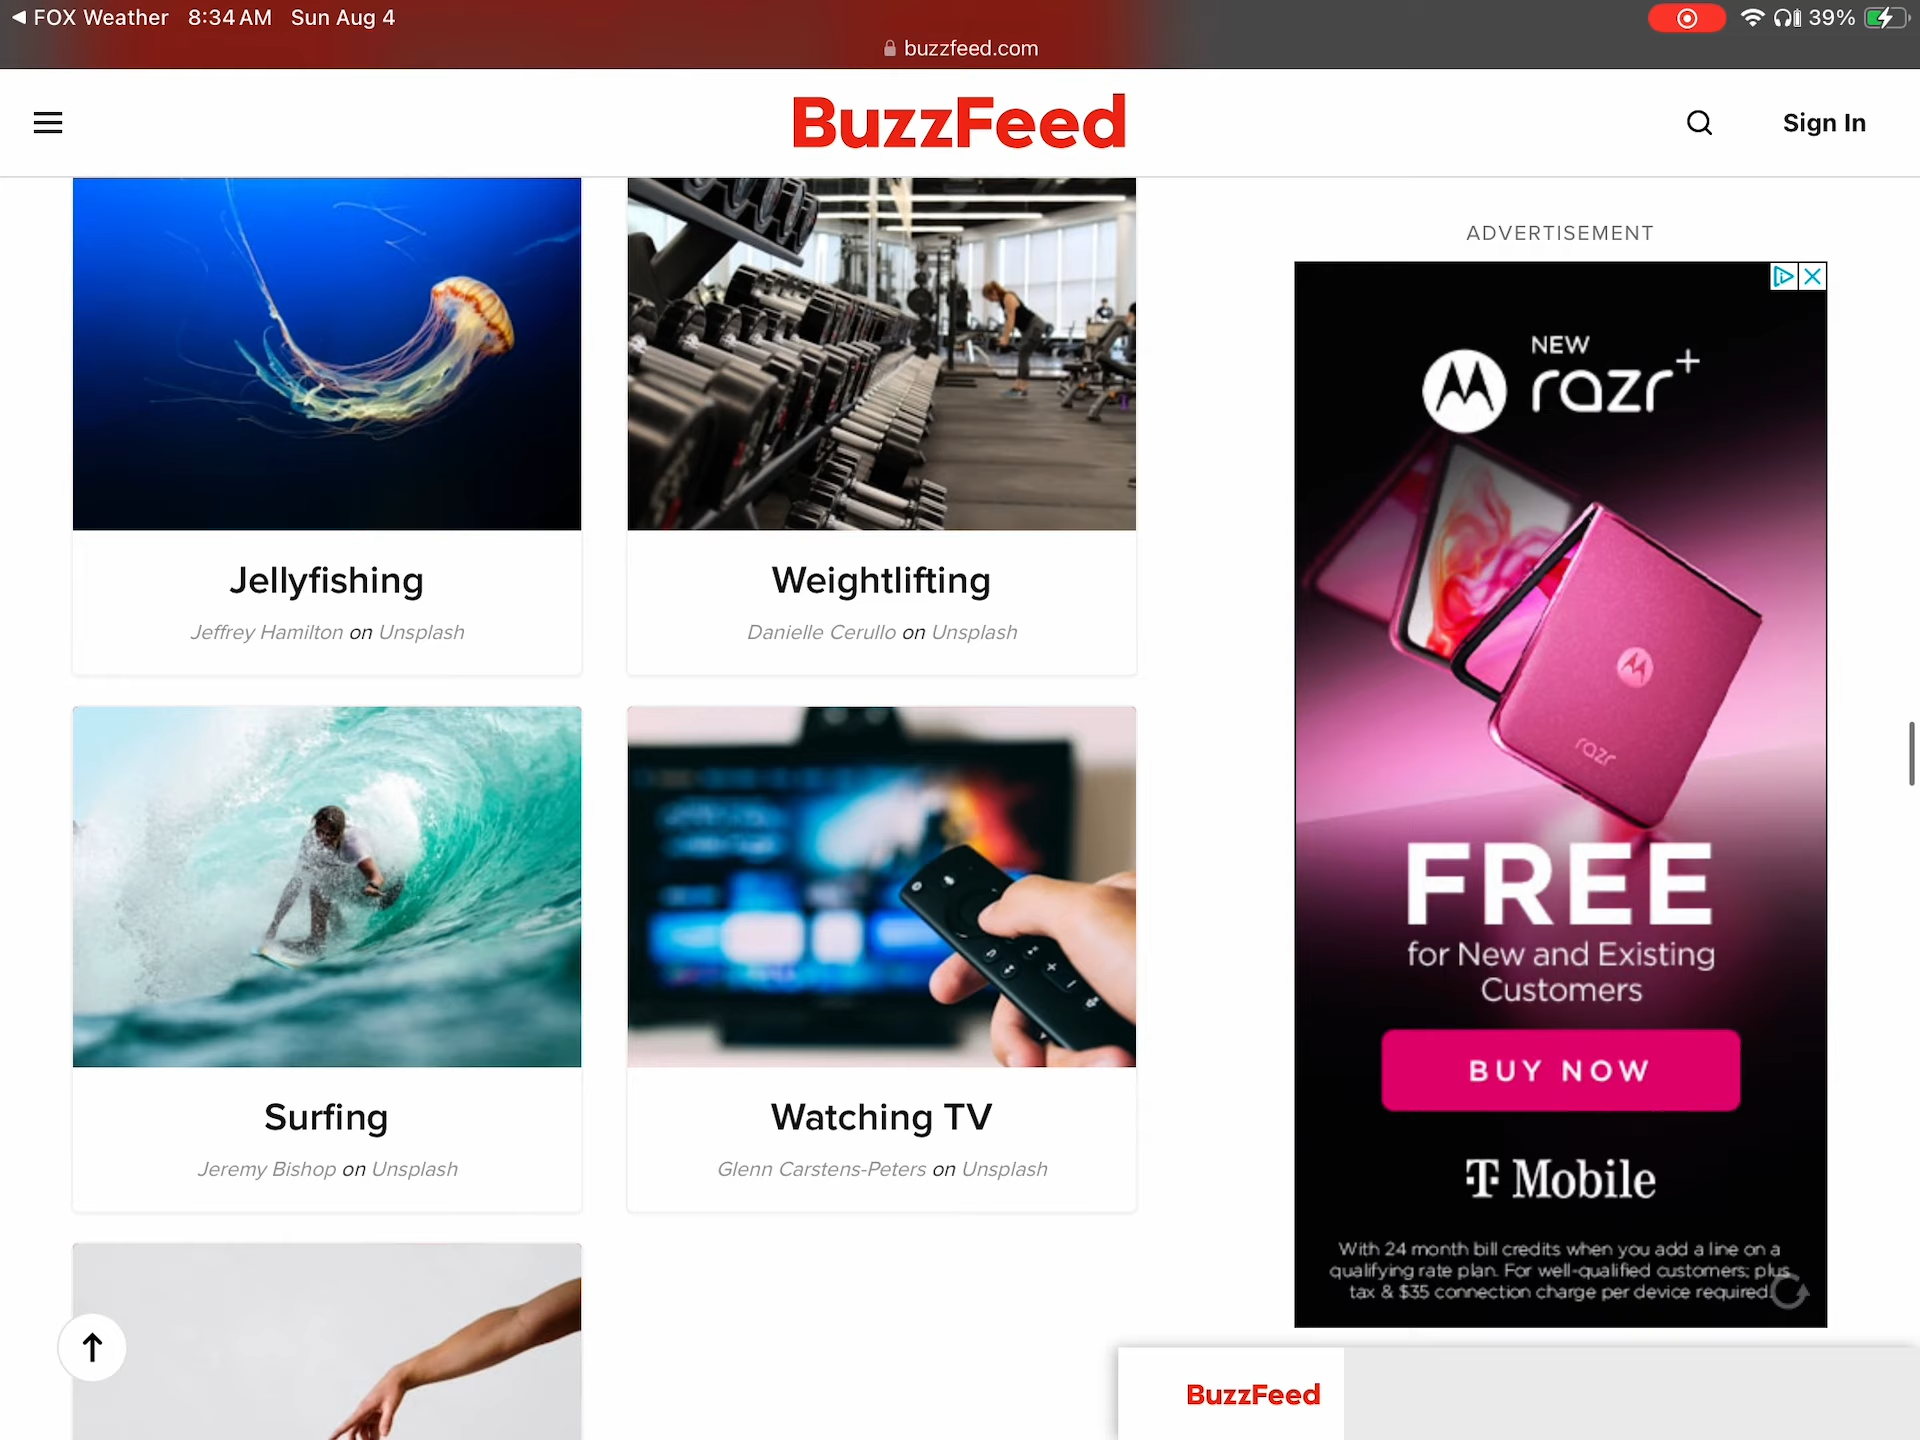 FOX Weather 8:34 AM Sun Aug 4
39%
buzzfeed.com
BuzzFeed
Sign In
Jellyfishing
Jeffrey Hamilton on Unsplash
Weightlifting
Danielle Cerullo on Unsplash
Surfing
Jeremy Bishop on Unsplash
Watching TV
Glenn Carstens-Peters on Unsplash
ADVERTISEMENT
NEW
razr+
razr
FREE
for New and Existing
Customers
BUY NOW
T Mobile
With 24 month bill credits when you add a line on a
qualifying rate plan. For well-qualified customers; plus
tax & $35 connection charge per device required.
BuzzFeed